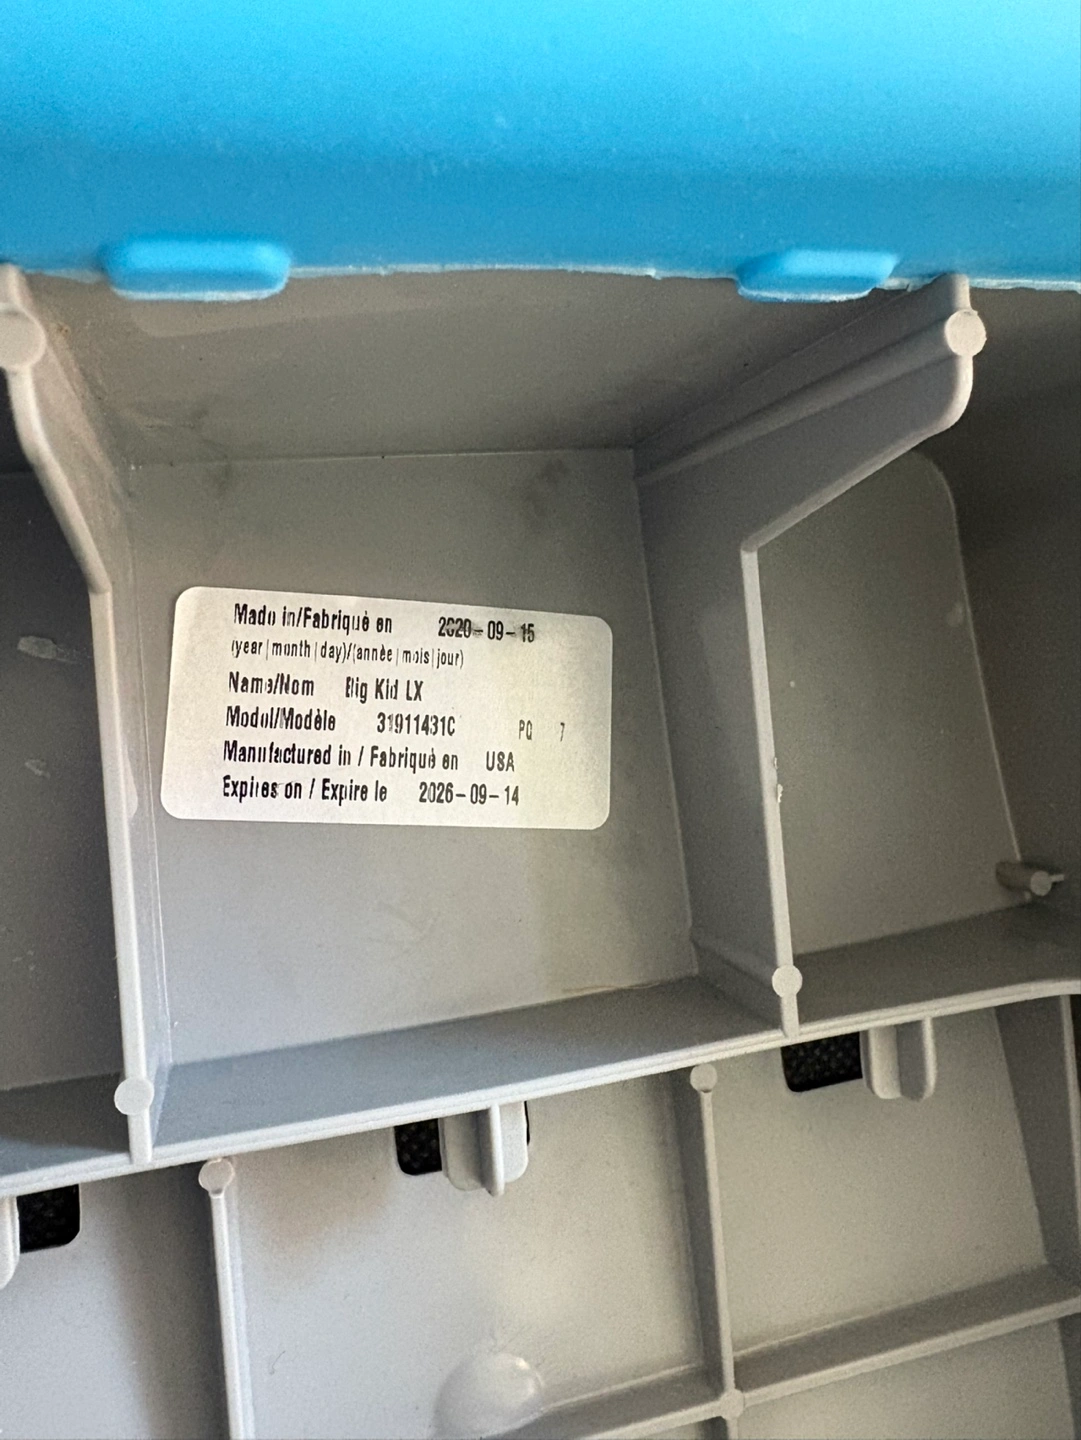 Made in/Fabriqué en 2020-09-15
(year|month|day)/(année|mois|jour)
Name/Nom Big Kid LX
Model/Modèle 31911431C PQ 7
Manufactured in / Fabriqué en USA
Expires on / Expire le 2026-09-14